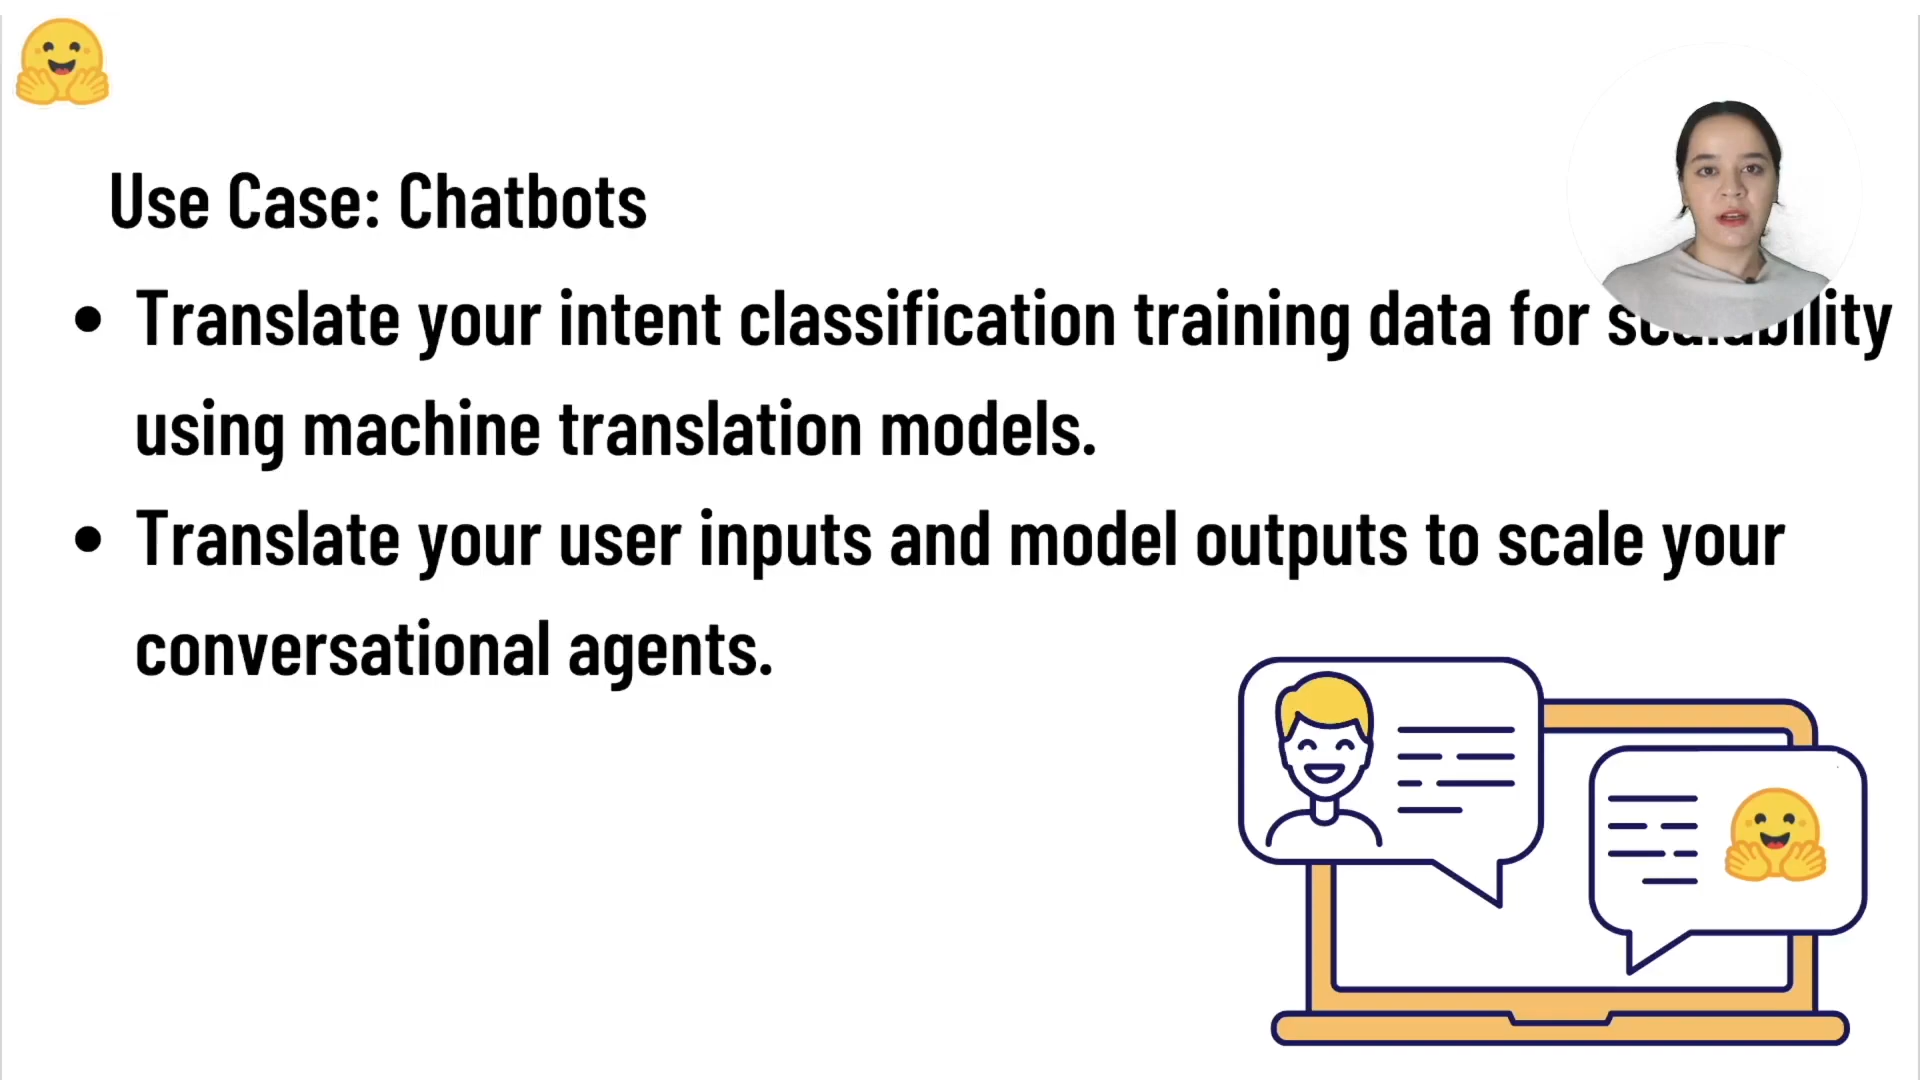 Use Case: Chatbots
• Translate your intent classification training data for scalability
using machine translation models.
• Translate your user inputs and model outputs to scale your
conversational agents.